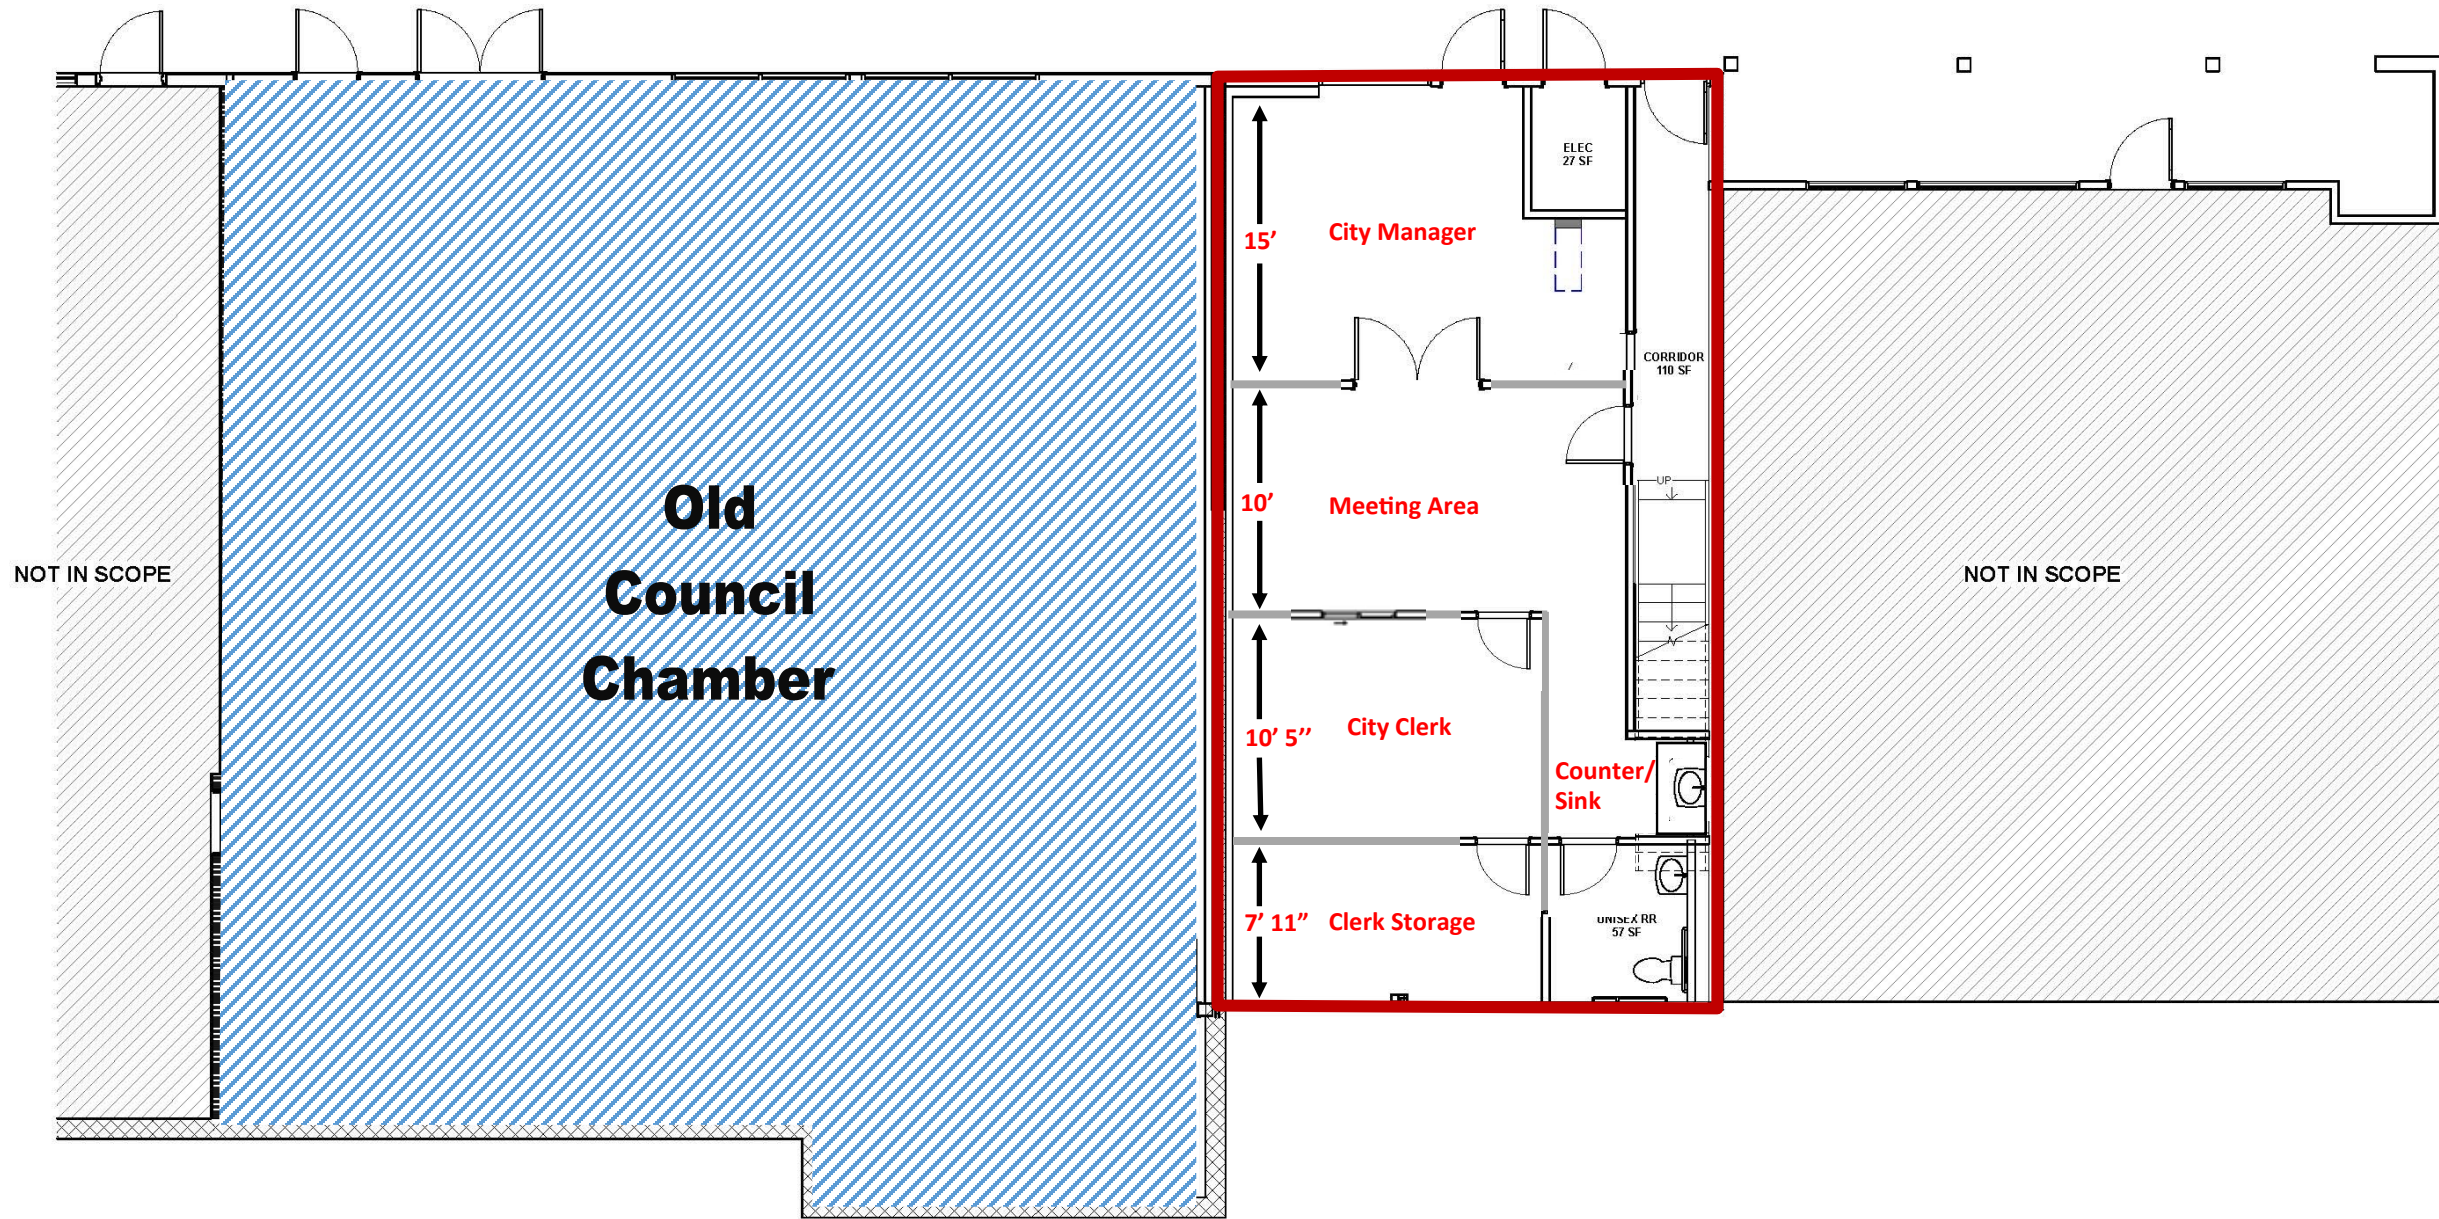 ELEC
27 SF
15’
City Manager
CORRIDOR
110 SF
UP
Old
Council
Chamber
10’
Meeting Area
NOT IN SCOPE
NOT IN SCOPE
10’ 5’’
City Clerk
Counter/
Sink
7’ 11”
Clerk Storage
UNISEX RR
57 SF